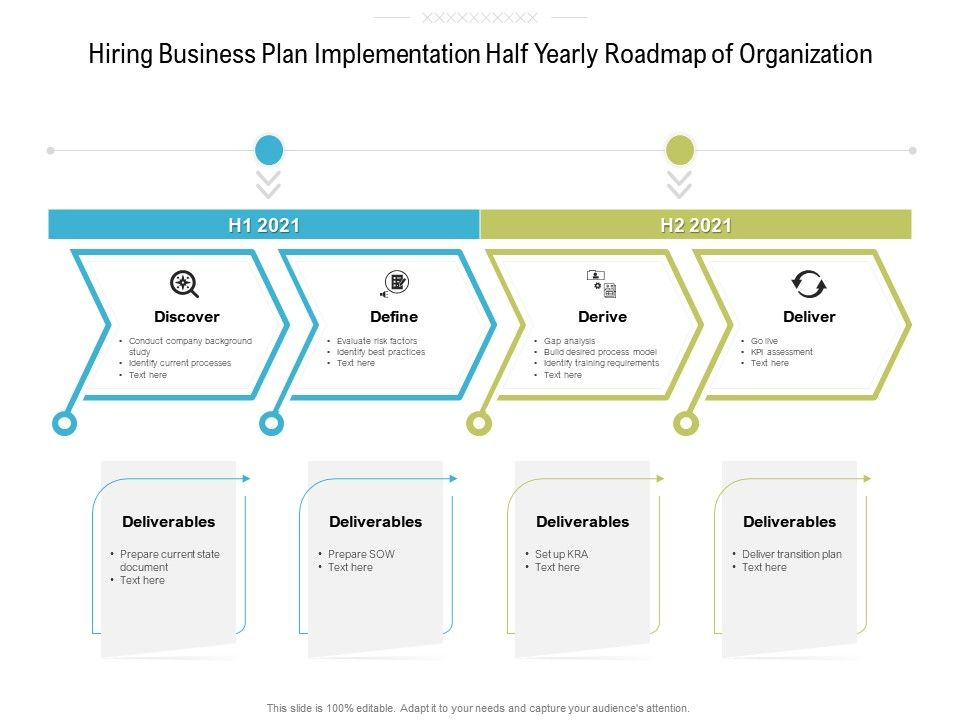 XXXXXXXXXX
Hiring Business Plan Implementation Half Yearly Roadmap of Organization
H1 2021
H2 2021
Discover
• Conduct company background
study
• Identify current processes
• Text here
Define
• Evaluate risk factors
• Identify best practices
• Text here
Derive
• Gap analysis
• Build desired process model
• Identify training requirements
• Text here
Deliver
• Go live
• KPI assessment
• Text here
Deliverables
• Prepare current state
document
• Text here
Deliverables
• Prepare SOW
• Text here
Deliverables
• Set up KRA
• Text here
Deliverables
• Deliver transition plan
• Text here
This slide is 100% editable. Adapt it to your needs and capture your audience's attention.